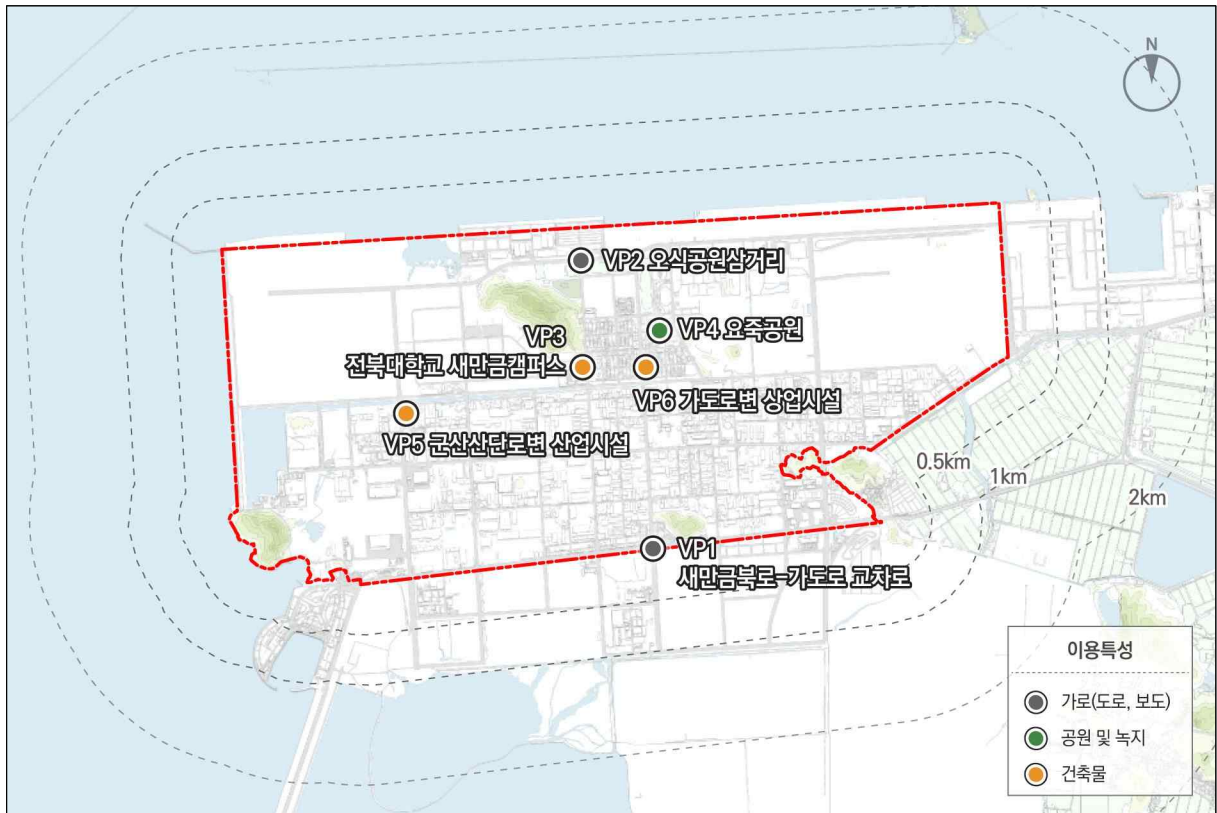 N
VP2 오식공원삼거리
VP3
전북대학교 새만금캠퍼스
VP4 요죽공원
VP6 가도로변 상업시설
VP5 군산산단로변 산업시설
0.5km
1km
2km
VP1
새만금북로-가도로 교차로
이용특성
가로(도로, 보도)
공원 및 녹지
건축물